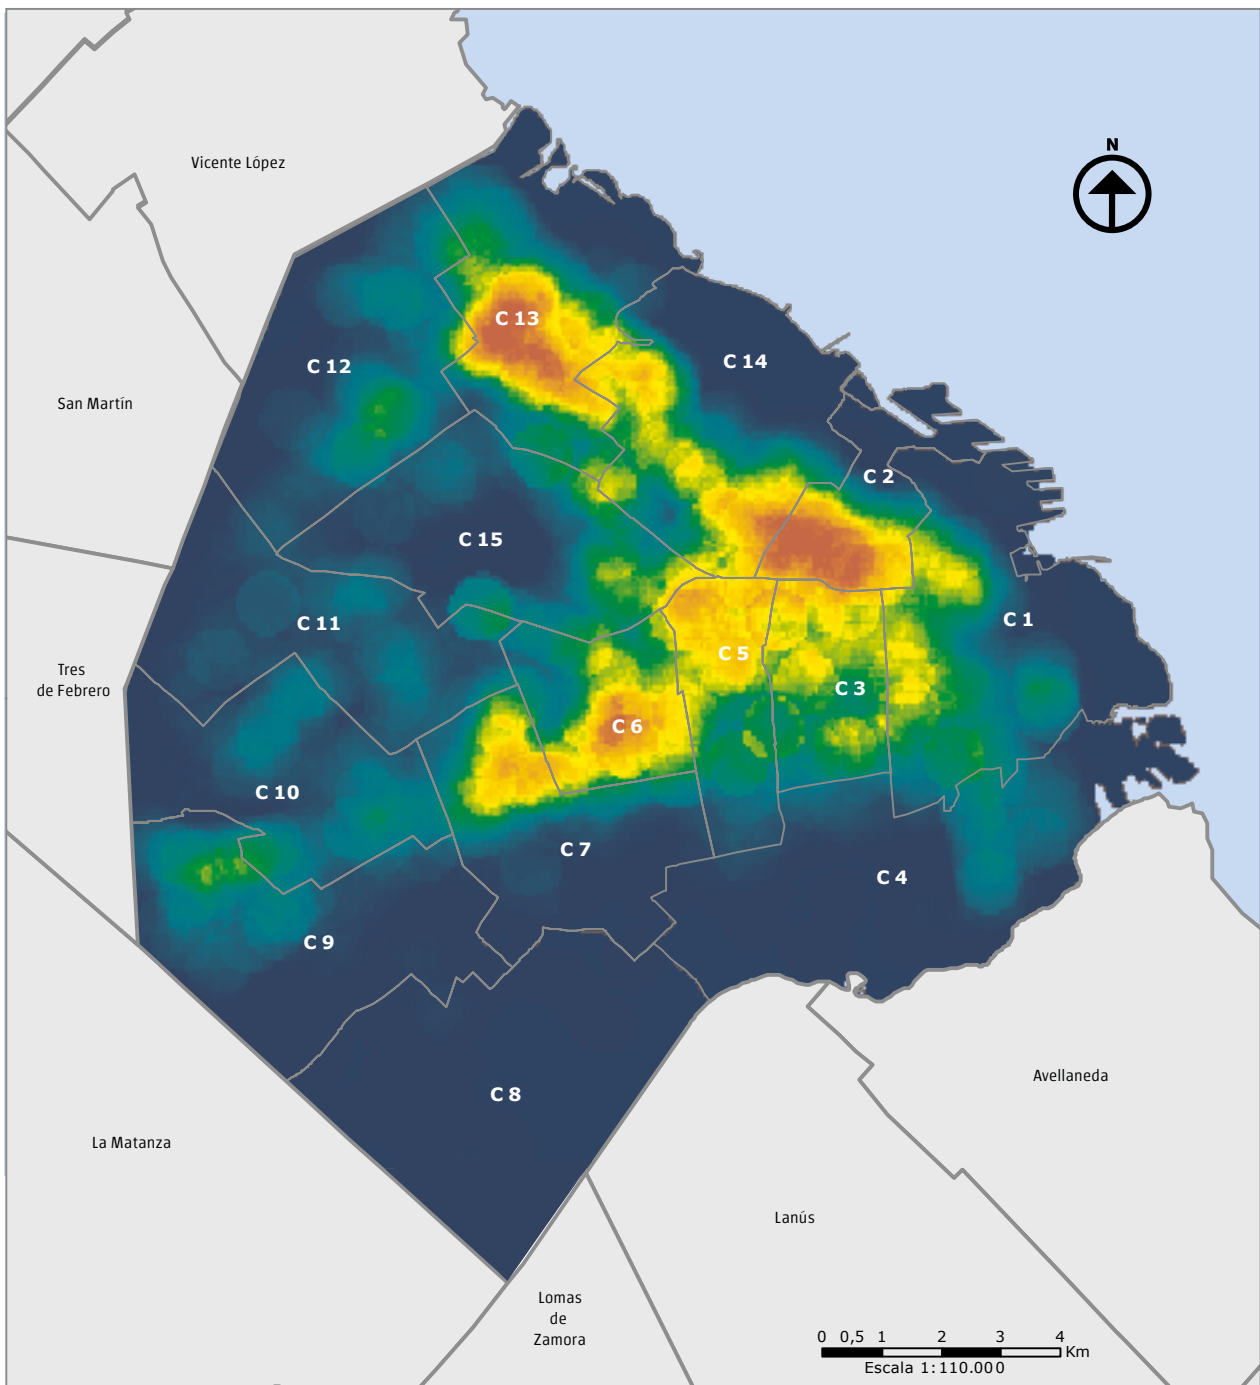 N
Vicente López
C 13
C 14
C 12
San Martín
C 2
C 15
C 11
C 1
C 5
Tres
de Febrero
C 3
C 6
C 10
C 7
C 4
C 9
Avellaneda
C 8
La Matanza
Lanús
Lomas
de
Zamora
0 0,5 1 2 3 4
Km
Escala 1:110.000